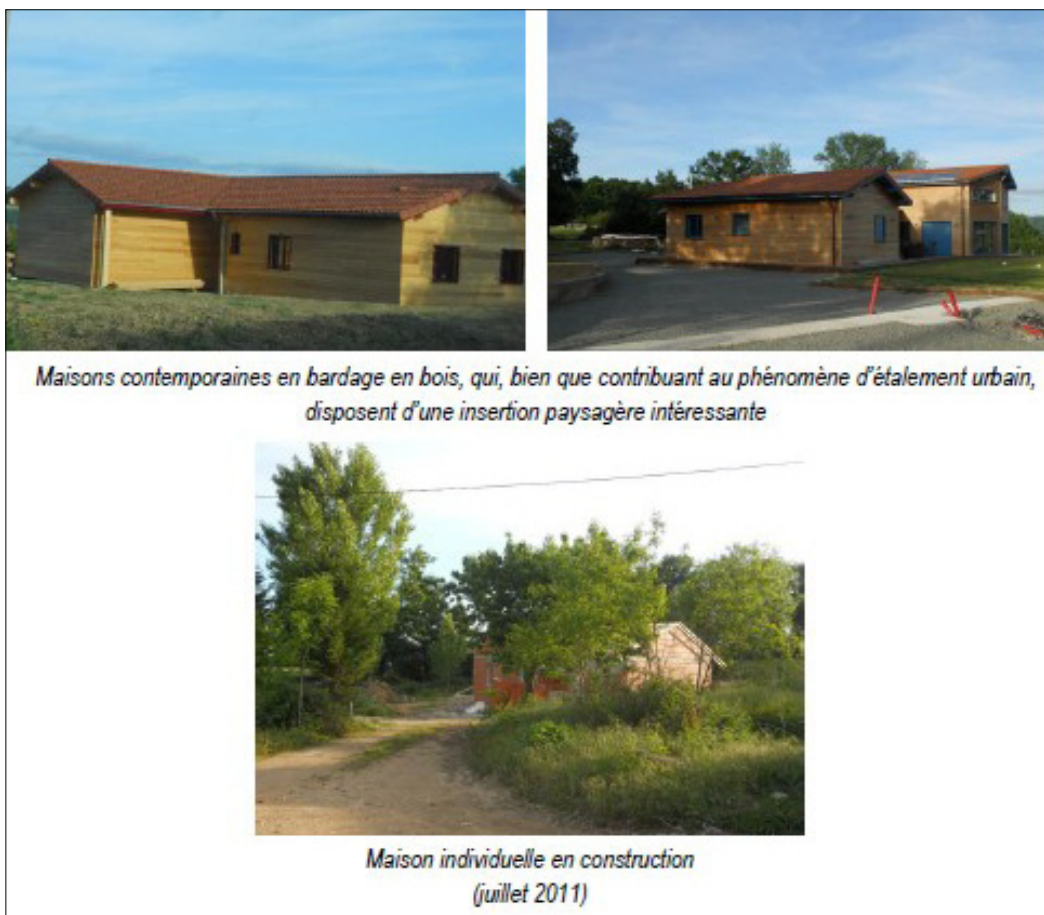 Maisons contemporaines en bardage en bois, qui, bien que contribuant au phénomène d'étalement urbain,
disposent d'une insertion paysagère intéressante
Maison individuelle en construction
(juillet 2011)